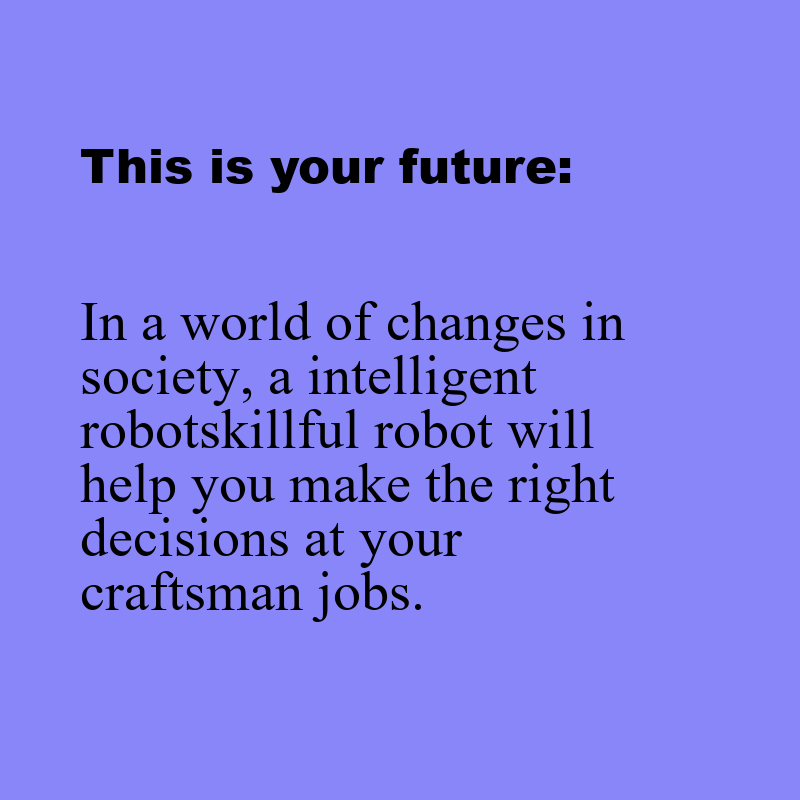 This is your future:
In a world of changes in
society, a intelligent
robotskillful robot will
help you make the right
decisions at your
craftsman jobs.